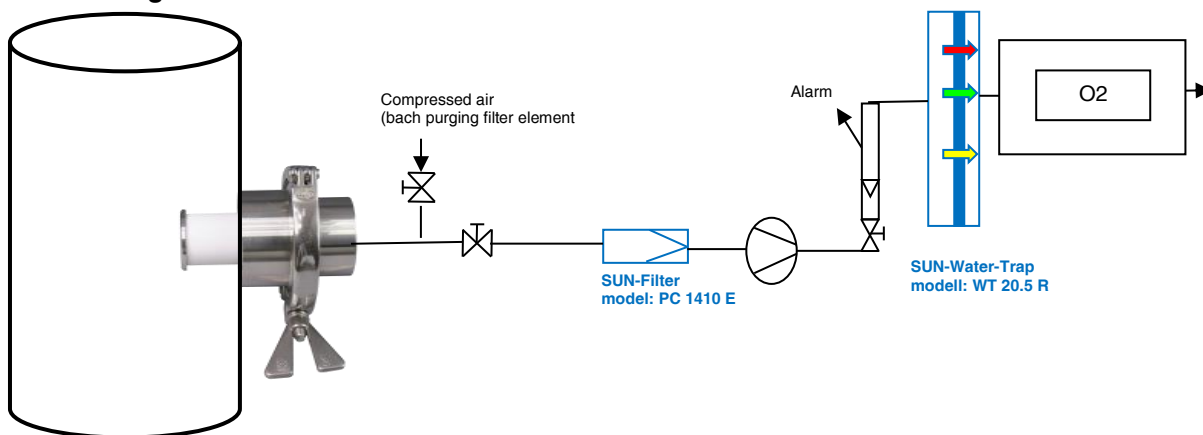 Compressed air
(bach purging filter element
Alarm
O2
SUN-Filter
model: PC 1410 E
SUN-Water-Trap
modell: WT 20.5 R